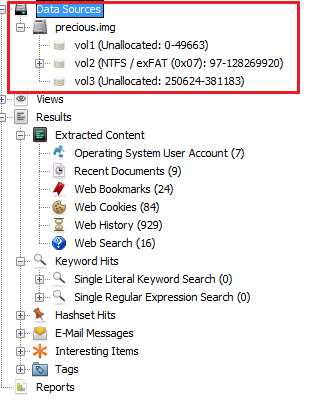 Data Sources
precious.img
vol1 (Unallocated: 0-49663)
vol2 (NTFS / exFAT (0x07): 97-128269920)
vol3 (Unallocated: 250624-381183)
Views
Results
Extracted Content
Operating System User Account (7)
Recent Documents (9)
Web Bookmarks (24)
Web Cookies (84)
Web History (929)
Web Search (16)
Keyword Hits
Single Literal Keyword Search (0)
Single Regular Expression Search (0)
Hashset Hits
E-Mail Messages
Interesting Items
Tags
Reports